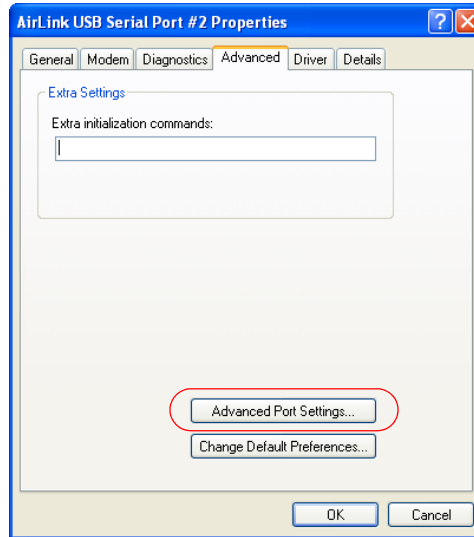 AirLink USB Serial Port #2 Properties
General Modem Diagnostics Advanced Driver Details
Extra Settings
Extra initialization commands:
Advanced Port Settings...
Change Default Preferences...
OK Cancel